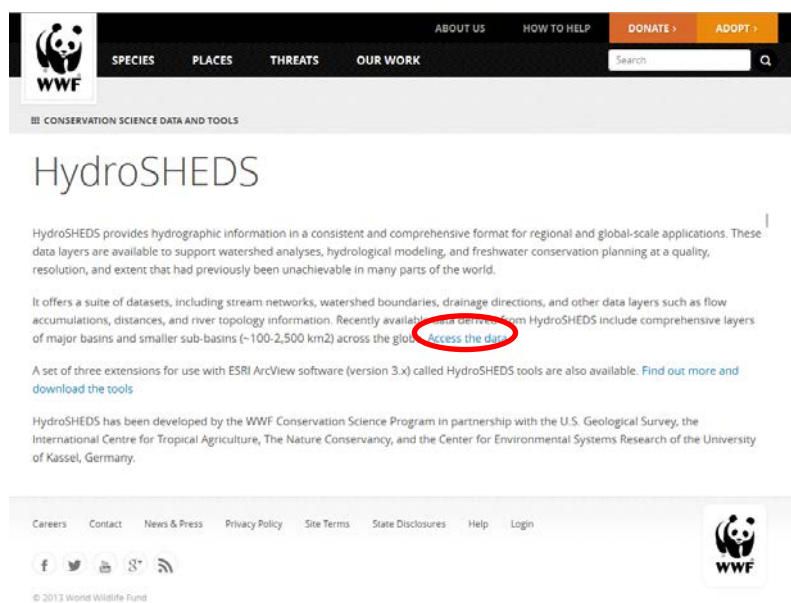 ABOUT US HOW TO HELP DONATE › ADOPT ›
WWF SPECIES PLACES THREATS OUR WORK Search
CONSERVATION SCIENCE DATA AND TOOLS
HydroSHEDS
HydroSHEDS provides hydrographic information in a consistent and comprehensive format for regional and global-scale applications. These
data layers are available to support watershed analyses, hydrological modeling, and freshwater conservation planning at a quality,
resolution, and extent that had previously been unachievable in many parts of the world.
It offers a suite of datasets, including stream networks, watershed boundaries, drainage directions, and other data layers such as flow
accumulations, distances, and river topology information. Recently available data derived from HydroSHEDS include comprehensive layers
of major basins and smaller sub-basins (~100-2,500 km2) across the globe. Access the data
A set of three extensions for use with ESRI ArcView software (version 3.x) called HydroSHEDS tools are also available. Find out more and
download the tools
HydroSHEDS has been developed by the WWF Conservation Science Program in partnership with the U.S. Geological Survey, the
International Centre for Tropical Agriculture, The Nature Conservancy, and the Center for Environmental Systems Research of the University
of Kassel, Germany.
Careers Contact News & Press Privacy Policy Site Terms State Disclosures Help Login
WWF
© 2013 World Wildlife Fund